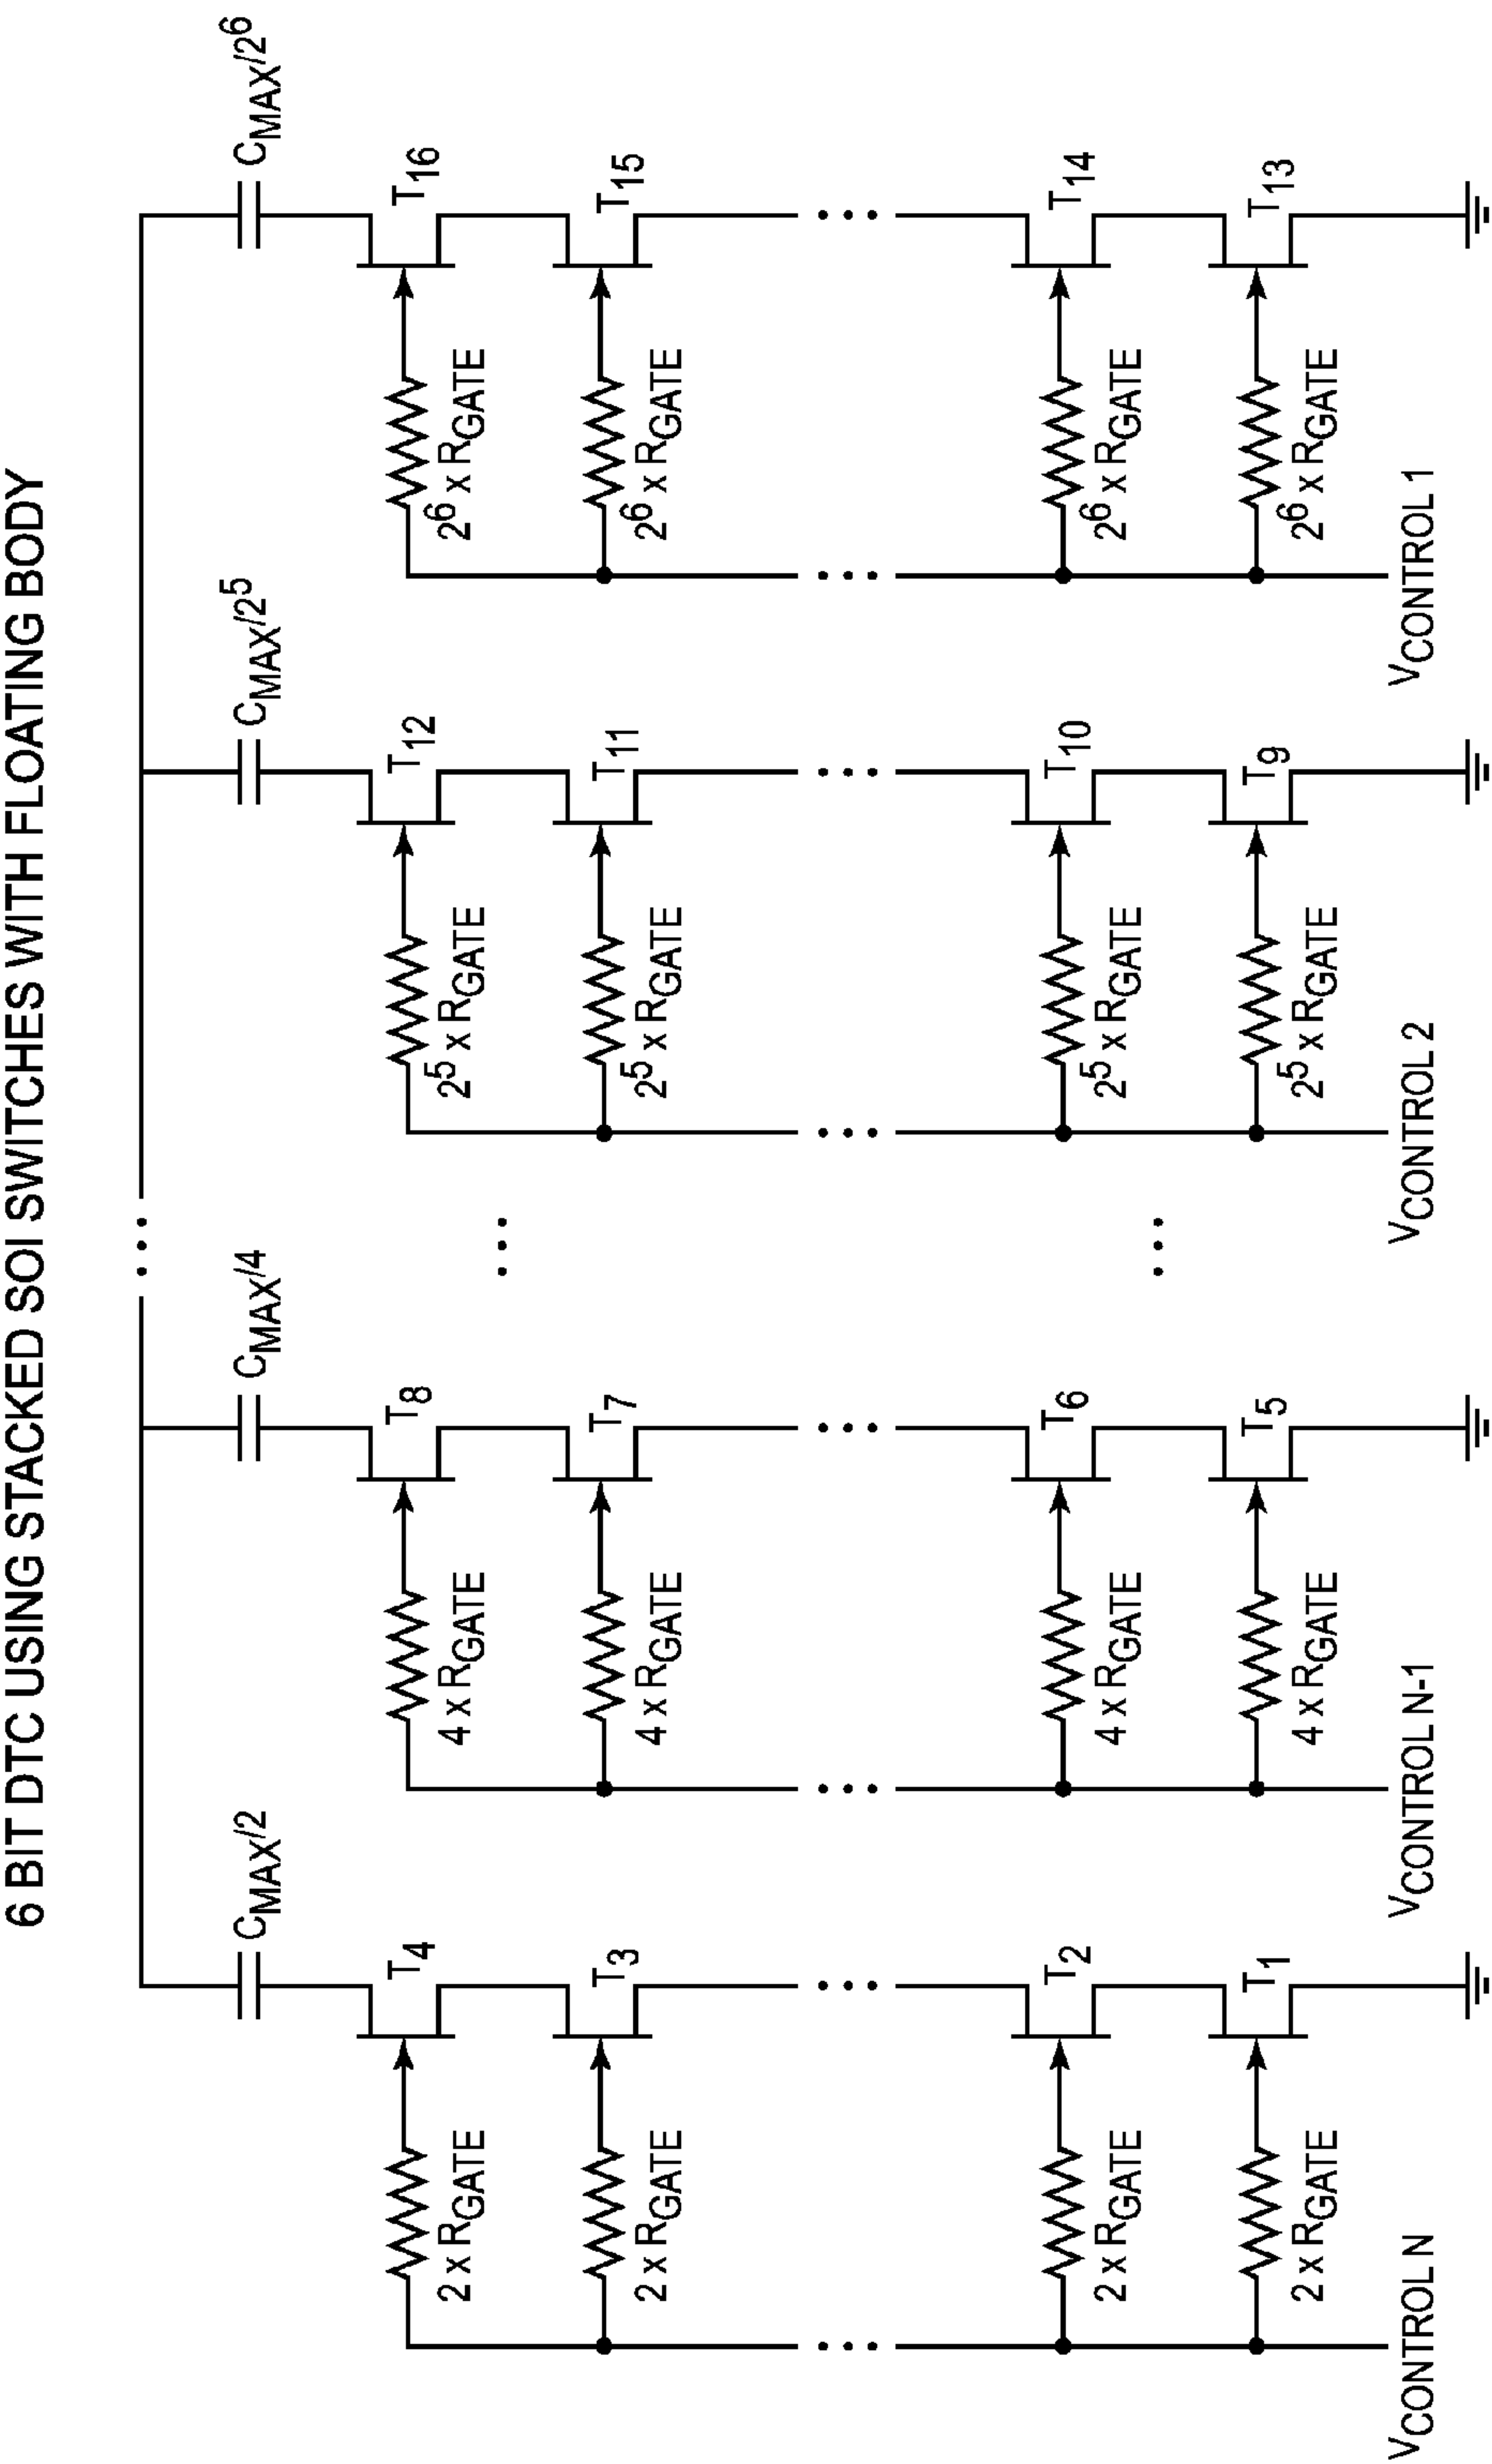 6 BIT DTC USING STACKED SOI SWITCHES WITH FLOATING BODY
CMAX/2
CMAX/4
CMAX/2^5
CMAX/2^6
T4
T8
T12
T16
2 x RGATE
4 x RGATE
2^5 x RGATE
2^6 x RGATE
T3
T7
T11
T15
2 x RGATE
4 x RGATE
2^5 x RGATE
2^6 x RGATE
T2
T6
T10
T14
2 x RGATE
4 x RGATE
2^5 x RGATE
2^6 x RGATE
T1
T5
T9
T13
2 x RGATE
4 x RGATE
2^5 x RGATE
2^6 x RGATE
VCONTROL N
VCONTROL N-1
VCONTROL 2
VCONTROL 1